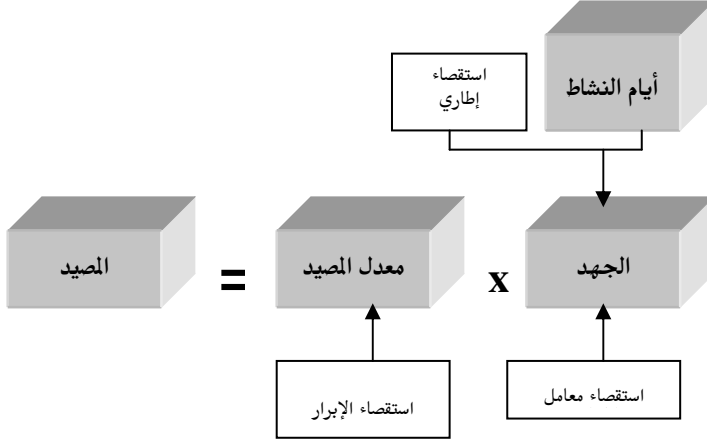 أيام النشاط
استقصاء
إطاري
الجهد
x
معدل المصيد
=
المصيد
استقصاء معامل
استقصاء الإبرار